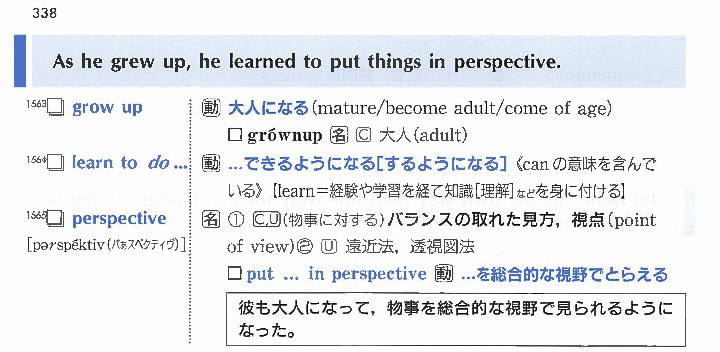 338
As he grew up, he learned to put things in perspective.
1563 □ grow up
動 大人になる(mature/become adult/come of age)
□ grównup 名 C 大人(adult)
1564 □ learn to do …
動 …できるようになる[するようになる]《canの意味を含んで
いる》【learn＝経験や学習を経て知識[理解]などを身に付ける】
1565 □ perspective
[pərspéktiv(パァスペクティヴ)]
名 ① C,U(物事に対する)バランスの取れた見方，視点(point
of view)② U 遠近法，透視図法
□ put … in perspective 動 …を総合的な視野でとらえる
彼も大人になって，物事を総合的な視野で見られるように
なった。